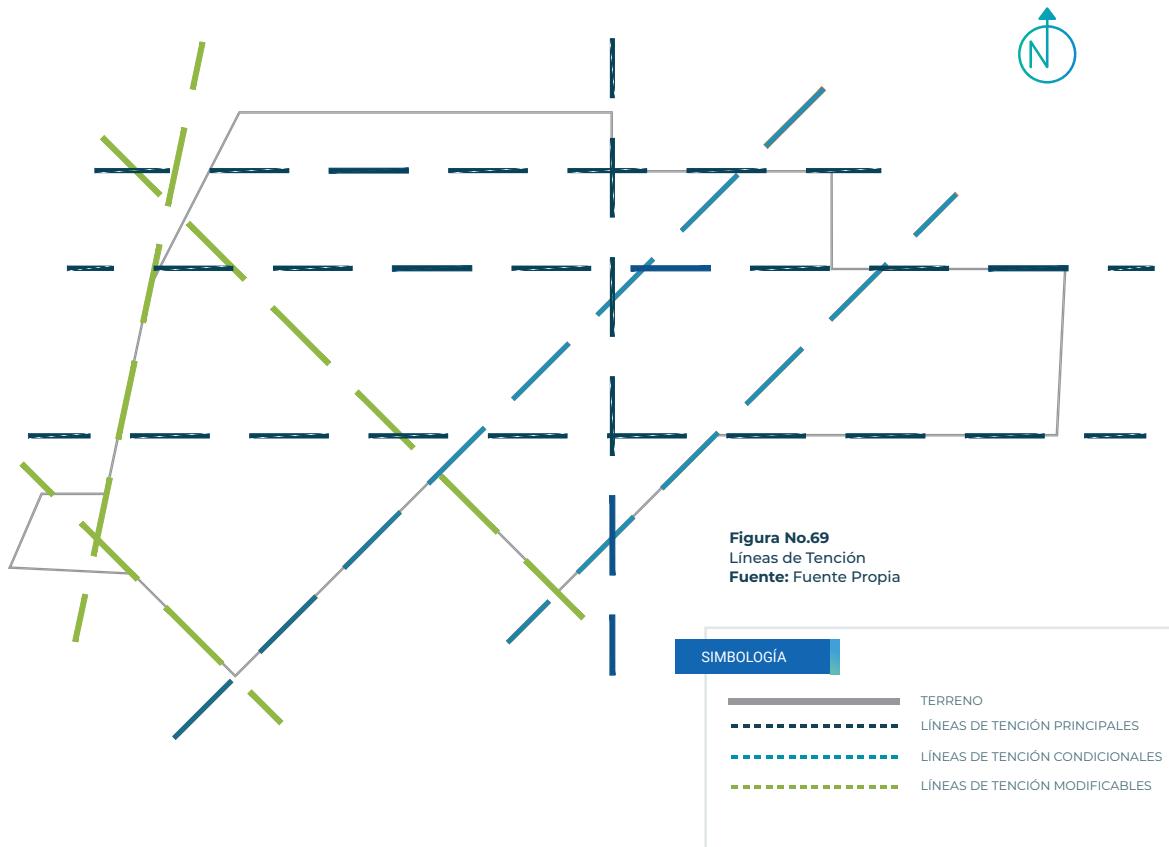 N
Figura No.69
Líneas de Tención
Fuente: Fuente Propia
SIMBOLOGÍA
TERRENO
LÍNEAS DE TENCIÓN PRINCIPALES
LÍNEAS DE TENCIÓN CONDICIONALES
LÍNEAS DE TENCIÓN MODIFICABLES